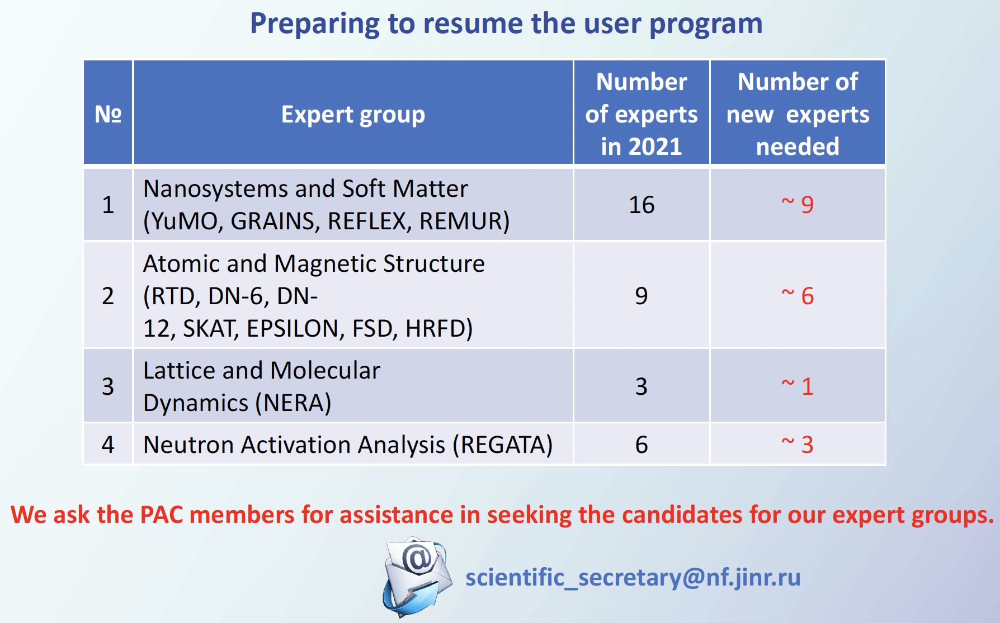 Preparing to resume the user program
№
Expert group
Number
of experts
in 2021
Number of
new experts
needed
1
Nanosystems and Soft Matter
(YuMO, GRAINS, REFLEX, REMUR)
16
~ 9
2
Atomic and Magnetic Structure
(RTD, DN-6, DN-
12, SKAT, EPSILON, FSD, HRFD)
9
~ 6
3
Lattice and Molecular
Dynamics (NERA)
3
~ 1
4
Neutron Activation Analysis (REGATA)
6
~ 3
We ask the PAC members for assistance in seeking the candidates for our expert groups.
@
scientific_secretary@nf.jinr.ru